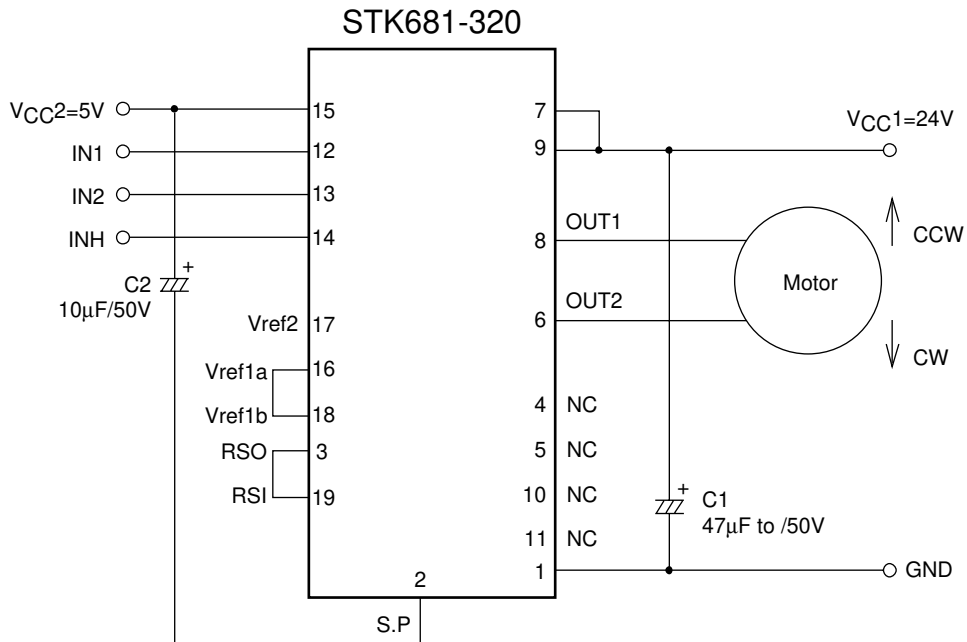 STK681-320
VCC2=5V
IN1
IN2
INH
C2
+
10μF/50V
Vref2
Vref1a
Vref1b
RSO
RSI
15
12
13
14
17
16
18
3
19
2
S.P
7
9
8
6
4
5
10
11
1
OUT1
OUT2
NC
NC
NC
NC
VCC1=24V
Motor
CCW
CW
+
C1
47μF to /50V
GND